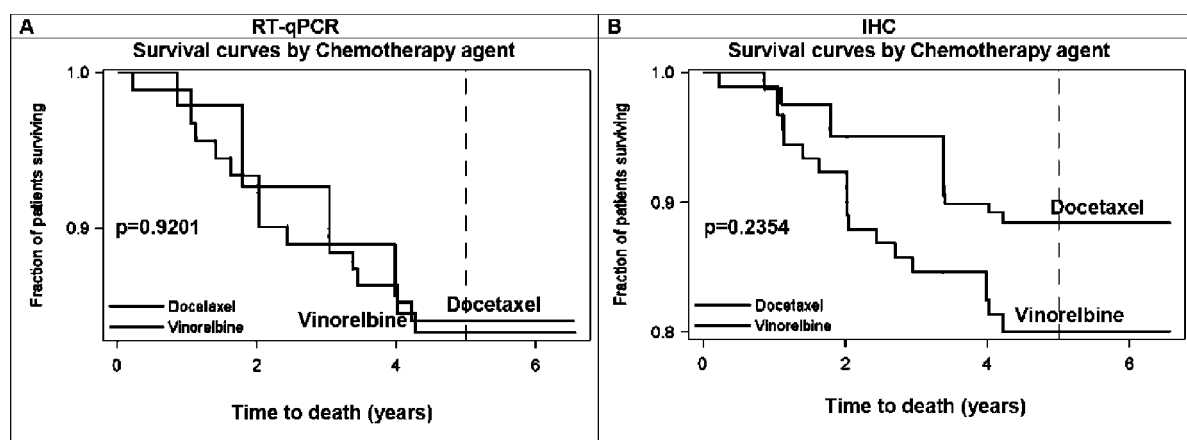 A RT-qPCR
Survival curves by Chemotherapy agent
Fraction of patients surviving
1.0
0.9
p=0.9201
Docetaxel
Vinorelbine
Vinorelbine
Docetaxel
0 2 4 6
Time to death (years)
B IHC
Survival curves by Chemotherapy agent
Fraction of patients surviving
1.0
0.9
0.8
p=0.2354
Docetaxel
Vinorelbine
Docetaxel
Vinorelbine
0 2 4 6
Time to death (years)